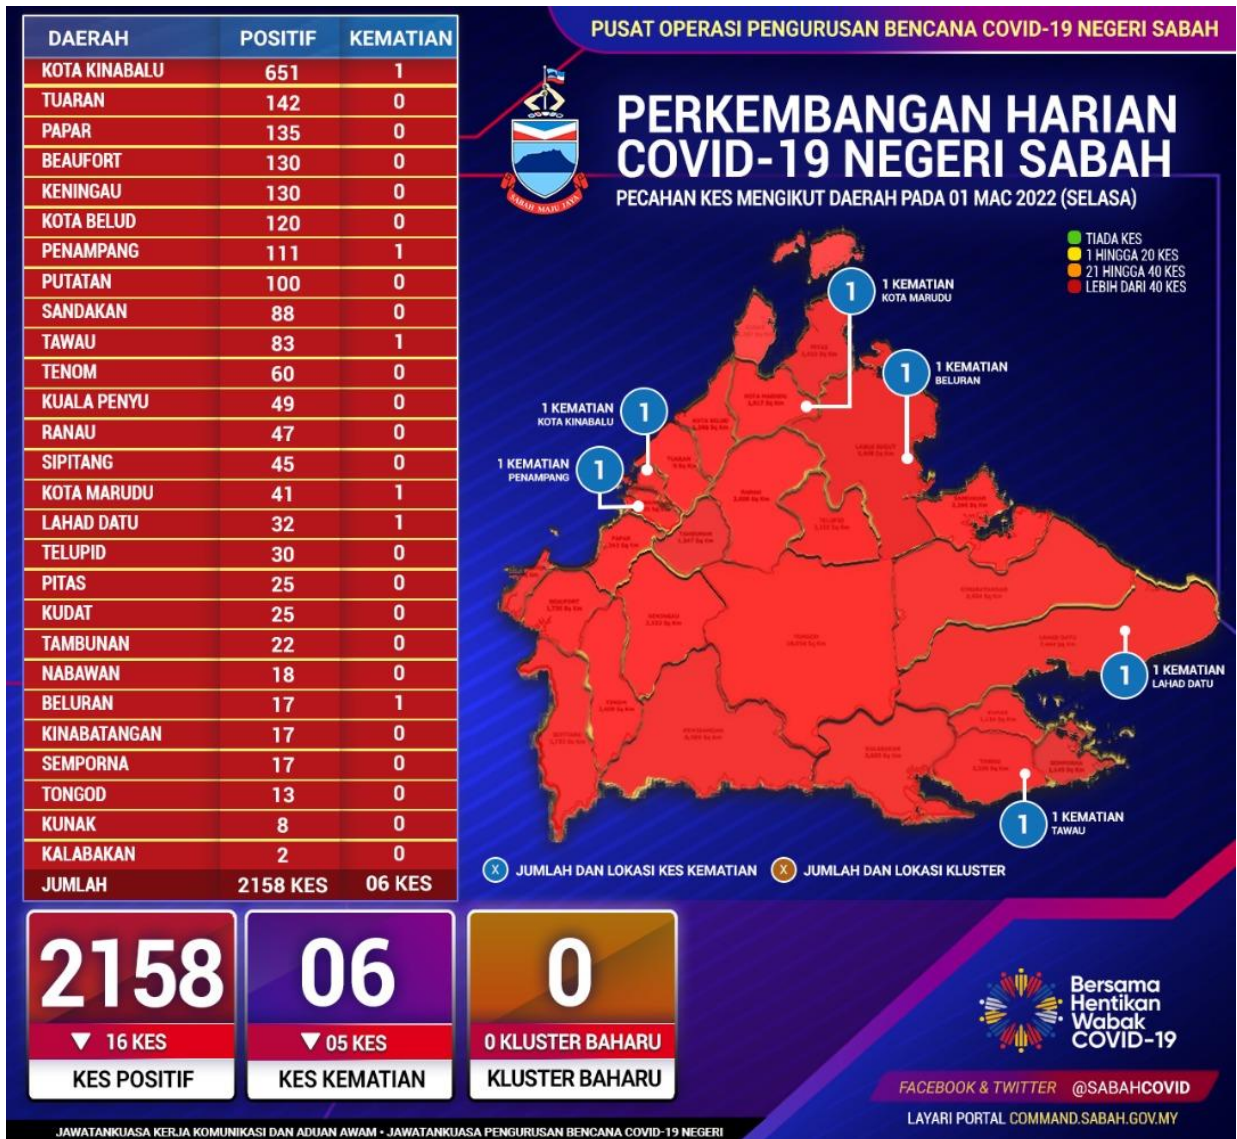 PUSAT OPERASI PENGURUSAN BENCANA COVID-19 NEGERI SABAH
PERKEMBANGAN HARIAN
COVID-19 NEGERI SABAH
PECAHAN KES MENGIKUT DAERAH PADA 01 MAC 2022 (SELASA)
SABAH MAJU JAYA
DAERAH POSITIF KEMATIAN
KOTA KINABALU 651 1
TUARAN 142 0
PAPAR 135 0
BEAUFORT 130 0
KENINGAU 130 0
KOTA BELUD 120 0
PENAMPANG 111 1
PUTATAN 100 0
SANDAKAN 88 0
TAWAU 83 1
TENOM 60 0
KUALA PENYU 49 0
RANAU 47 0
SIPITANG 45 0
KOTA MARUDU 41 1
LAHAD DATU 32 1
TELUPID 30 0
PITAS 25 0
KUDAT 25 0
TAMBUNAN 22 0
NABAWAN 18 0
BELURAN 17 1
KINABATANGAN 17 0
SEMPORNA 17 0
TONGOD 13 0
KUNAK 8 0
KALABAKAN 2 0
JUMLAH 2158 KES 06 KES
TIADA KES
1 HINGGA 20 KES
21 HINGGA 40 KES
LEBIH DARI 40 KES
1
1 KEMATIAN
KOTA MARUDU
1
1 KEMATIAN
BELURAN
1 KEMATIAN
KOTA KINABALU
1
1 KEMATIAN
PENAMPANG
1
1
1 KEMATIAN
LAHAD DATU
1
1 KEMATIAN
TAWAU
X JUMLAH DAN LOKASI KES KEMATIAN X JUMLAH DAN LOKASI KLUSTER
2158
▼ 16 KES
KES POSITIF
06
▼ 05 KES
KES KEMATIAN
0
0 KLUSTER BAHARU
KLUSTER BAHARU
Bersama
Hentikan
Wabak
COVID-19
FACEBOOK & TWITTER @SABAHCOVID
LAYARI PORTAL COMMAND.SABAH.GOV.MY
JAWATANKUASA KERJA KOMUNIKASI DAN ADUAN AWAM • JAWATANKUASA PENGURUSAN BENCANA COVID-19 NEGERI